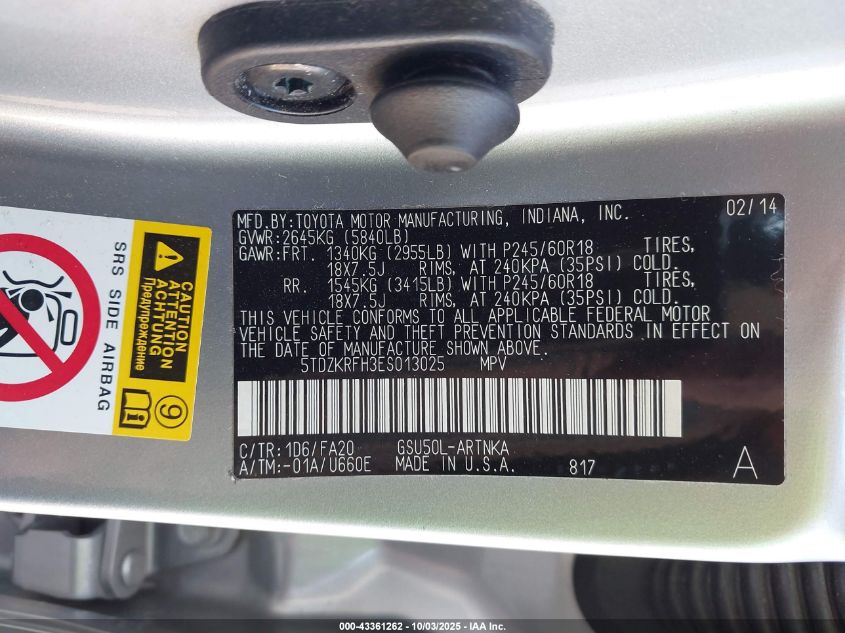 MFD.BY:TOYOTA MOTOR MANUFACTURING, INDIANA, INC. 02/14
GVWR:2645KG (5840LB)
GAWR:FRT. 1340KG (2955LB) WITH P245/60R18 TIRES,
18X7.5J RIMS, AT 240KPA (35PSI) COLD.
RR. 1545KG (3415LB) WITH P245/60R18 TIRES,
18X7.5J RIMS, AT 240KPA (35PSI) COLD.
THIS VEHICLE CONFORMS TO ALL APPLICABLE FEDERAL MOTOR
VEHICLE SAFETY AND THEFT PREVENTION STANDARDS IN EFFECT ON
THE DATE OF MANUFACTURE SHOWN ABOVE.
5TDZKRFH3ES013025 MPV
C/TR:1D6/FA20 GSU50L-ARTNKA
A/TM:-01A/U660E MADE IN U.S.A. 817 A
SRS SIDE AIRBAG
CAUTION
ATTENTION
ACHTUNG
Предупреждение
9
000-43361262 - 10/03/2025 - IAA Inc.